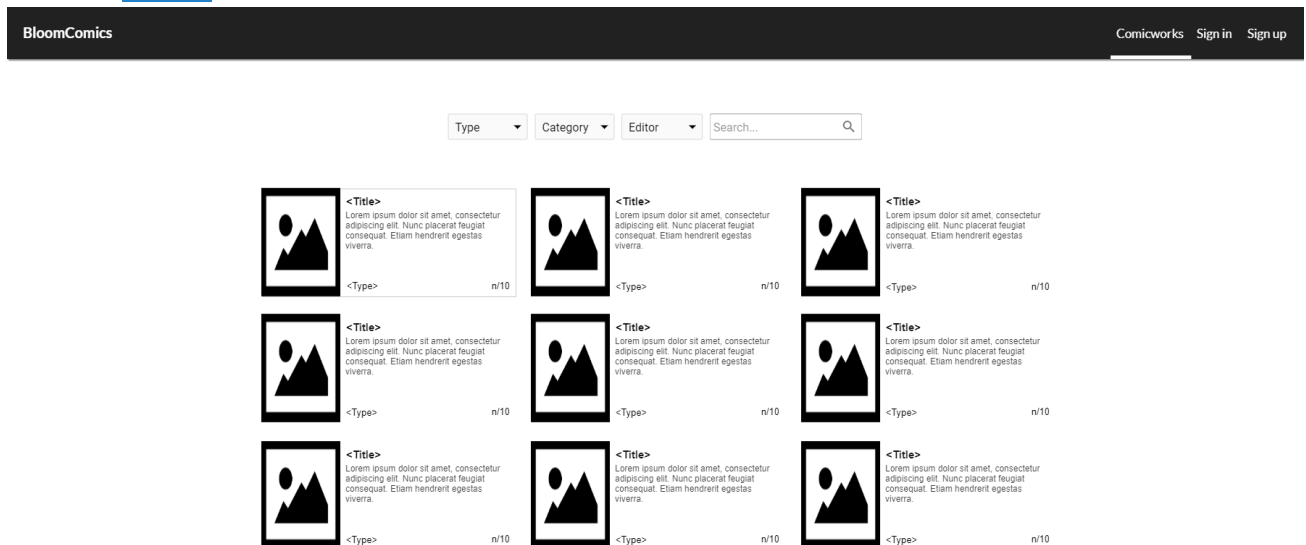 BloomComics
Comicworks Sign in Sign up
Type Category Editor Search...
<Title>
Lorem ipsum dolor sit amet, consectetur
adipiscing elit. Nunc placerat feugiat
consequat. Etiam hendrerit egestas
viverra.
<Type> n/10
<Title>
Lorem ipsum dolor sit amet, consectetur
adipiscing elit. Nunc placerat feugiat
consequat. Etiam hendrerit egestas
viverra.
<Type> n/10
<Title>
Lorem ipsum dolor sit amet, consectetur
adipiscing elit. Nunc placerat feugiat
consequat. Etiam hendrerit egestas
viverra.
<Type> n/10
<Title>
Lorem ipsum dolor sit amet, consectetur
adipiscing elit. Nunc placerat feugiat
consequat. Etiam hendrerit egestas
viverra.
<Type> n/10
<Title>
Lorem ipsum dolor sit amet, consectetur
adipiscing elit. Nunc placerat feugiat
consequat. Etiam hendrerit egestas
viverra.
<Type> n/10
<Title>
Lorem ipsum dolor sit amet, consectetur
adipiscing elit. Nunc placerat feugiat
consequat. Etiam hendrerit egestas
viverra.
<Type> n/10
<Title>
Lorem ipsum dolor sit amet, consectetur
adipiscing elit. Nunc placerat feugiat
consequat. Etiam hendrerit egestas
viverra.
<Type> n/10
<Title>
Lorem ipsum dolor sit amet, consectetur
adipiscing elit. Nunc placerat feugiat
consequat. Etiam hendrerit egestas
viverra.
<Type> n/10
<Title>
Lorem ipsum dolor sit amet, consectetur
adipiscing elit. Nunc placerat feugiat
consequat. Etiam hendrerit egestas
viverra.
<Type> n/10